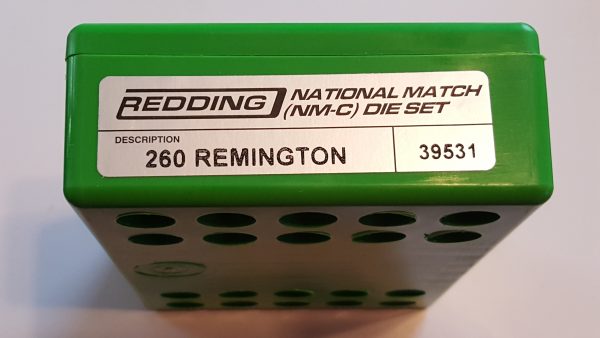 REDDING
NATIONAL MATCH
(NM-C) DIE SET
DESCRIPTION
260 REMINGTON
39531